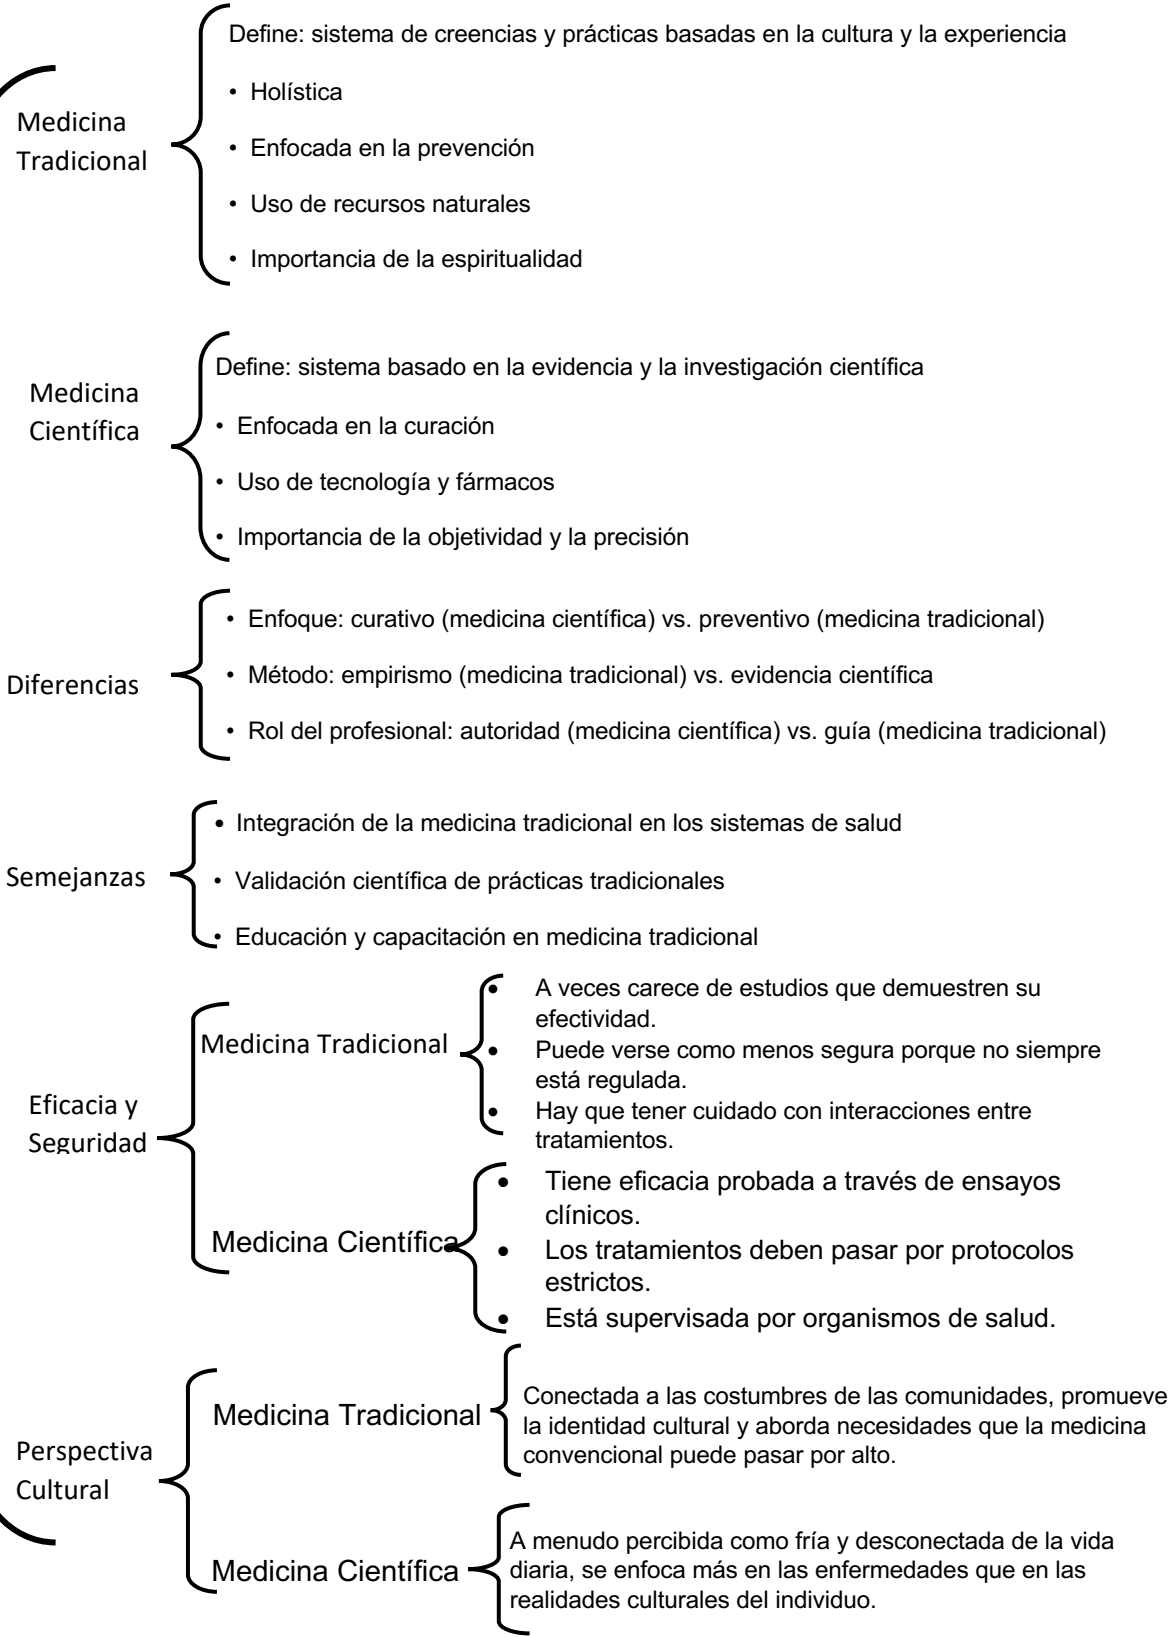 Define: sistema de creencias y prácticas basadas en la cultura y la experiencia
Medicina
Tradicional
• Holística
• Enfocada en la prevención
• Uso de recursos naturales
• Importancia de la espiritualidad
Define: sistema basado en la evidencia y la investigación científica
Medicina
Científica
• Enfocada en la curación
• Uso de tecnología y fármacos
• Importancia de la objetividad y la precisión
Diferencias
• Enfoque: curativo (medicina científica) vs. preventivo (medicina tradicional)
• Método: empirismo (medicina tradicional) vs. evidencia científica
• Rol del profesional: autoridad (medicina científica) vs. guía (medicina tradicional)
Semejanzas
• Integración de la medicina tradicional en los sistemas de salud
• Validación científica de prácticas tradicionales
• Educación y capacitación en medicina tradicional
Eficacia y
Seguridad
Medicina Tradicional
• A veces carece de estudios que demuestren su
efectividad.
• Puede verse como menos segura porque no siempre
está regulada.
• Hay que tener cuidado con interacciones entre
tratamientos.
Medicina Científica
• Tiene eficacia probada a través de ensayos
clínicos.
• Los tratamientos deben pasar por protocolos
estrictos.
• Está supervisada por organismos de salud.
Perspectiva
Cultural
Medicina Tradicional
Conectada a las costumbres de las comunidades, promueve
la identidad cultural y aborda necesidades que la medicina
convencional puede pasar por alto.
Medicina Científica
A menudo percibida como fría y desconectada de la vida
diaria, se enfoca más en las enfermedades que en las
realidades culturales del individuo.